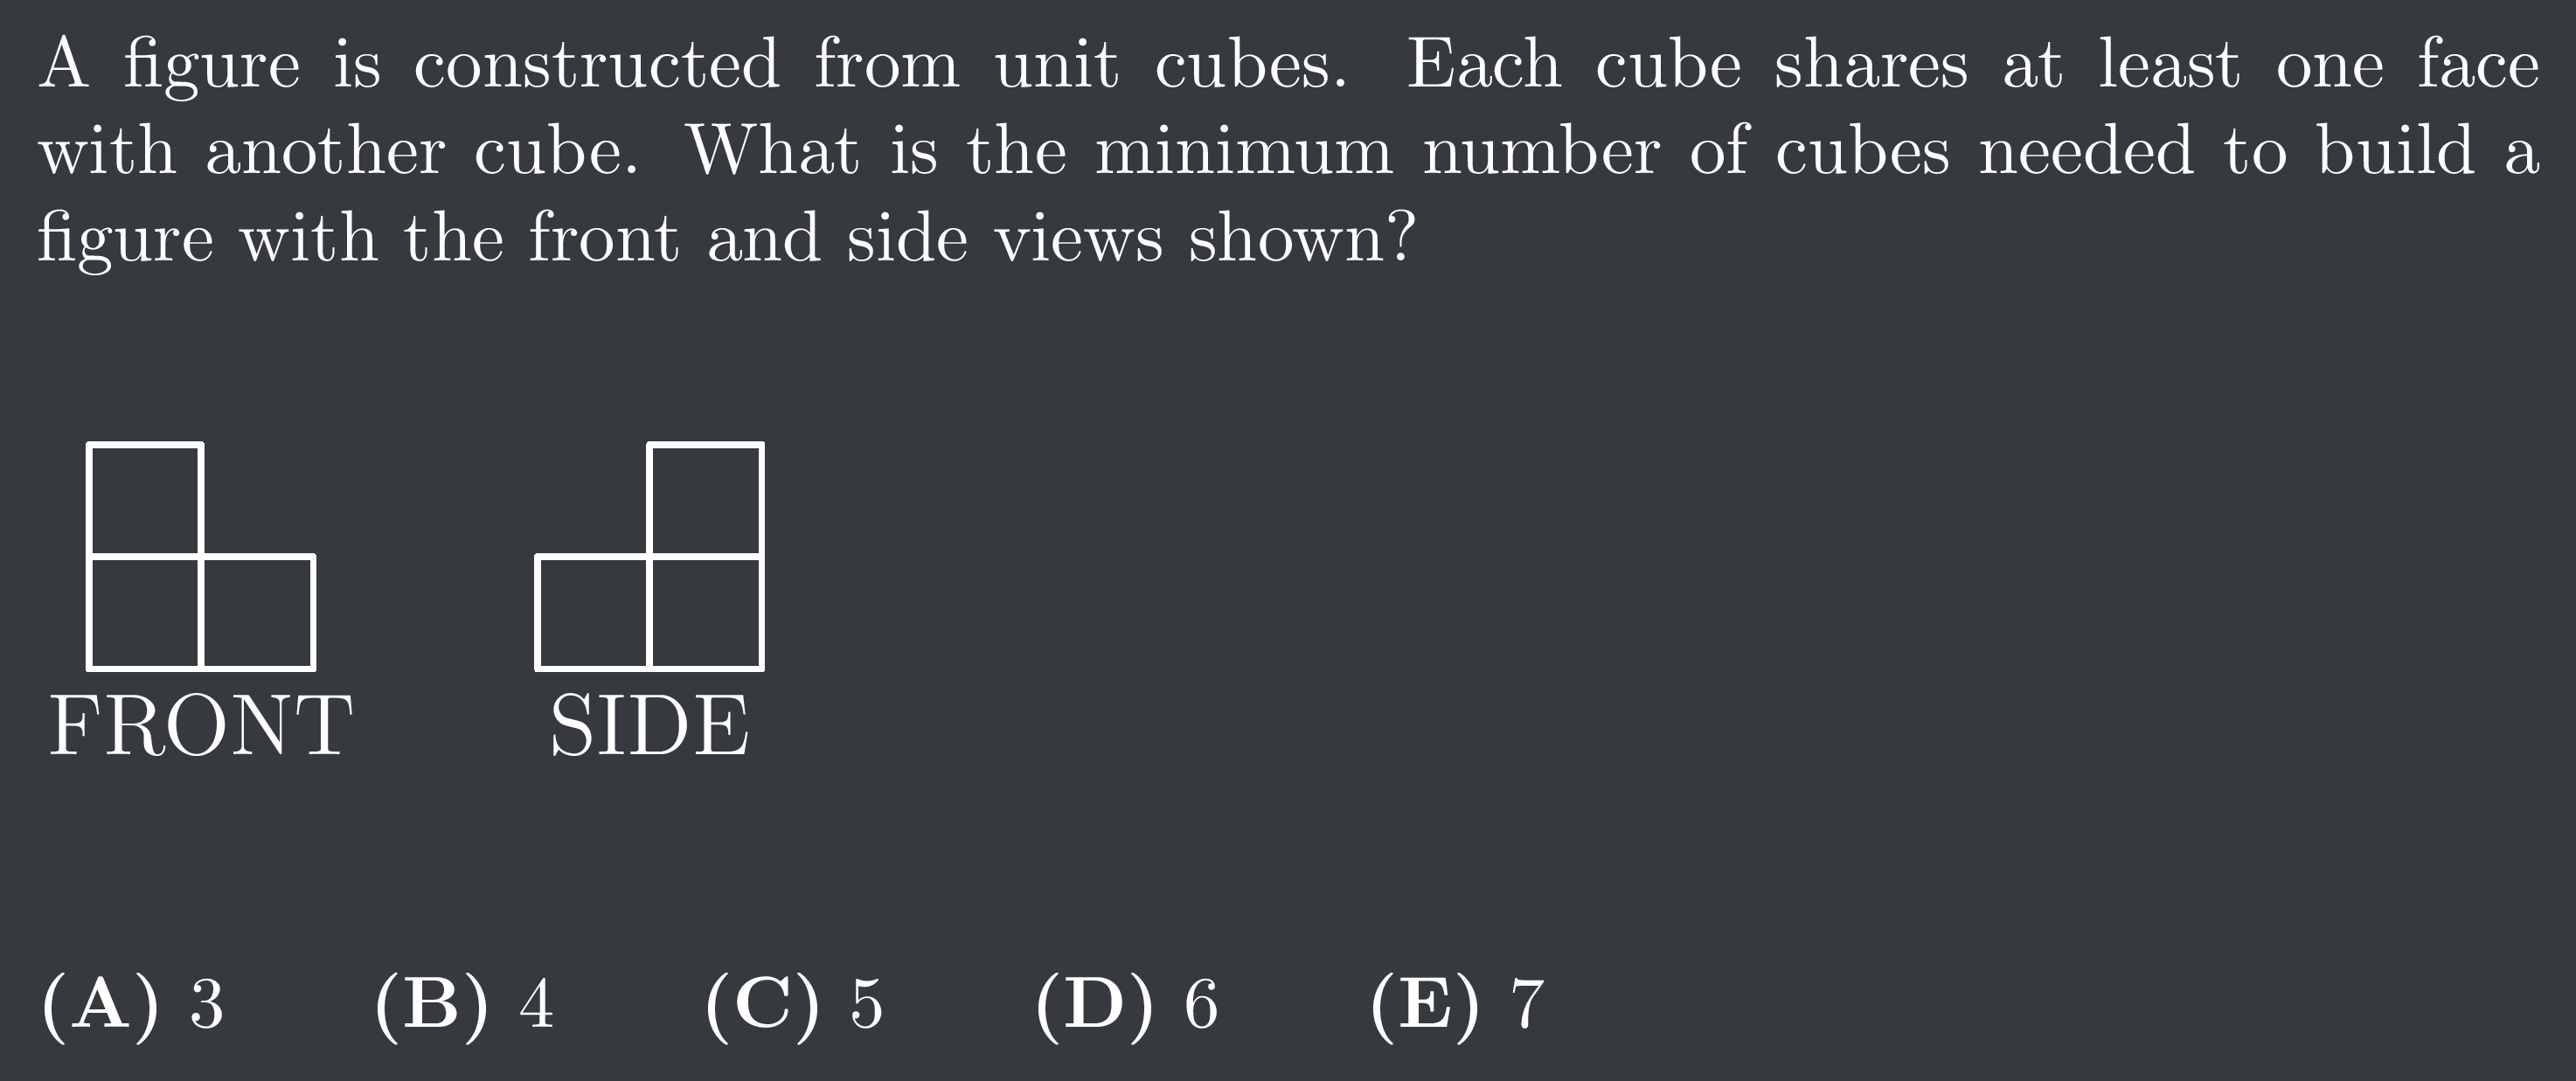 A figure is constructed from unit cubes. Each cube shares at least one face
with another cube. What is the minimum number of cubes needed to build a
figure with the front and side views shown?
FRONT SIDE
(A) 3 (B) 4 (C) 5 (D) 6 (E) 7